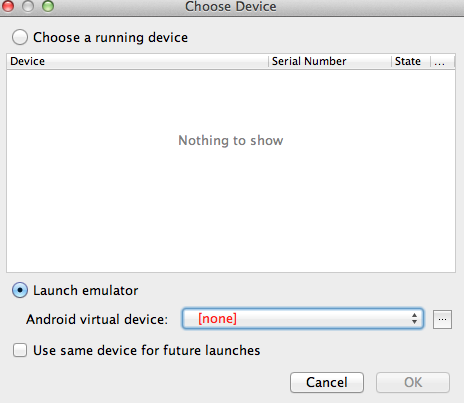 Choose Device
Choose a running device
Device Serial Number State ...
Nothing to show
Launch emulator
Android virtual device: [none] ...
Use same device for future launches
Cancel OK